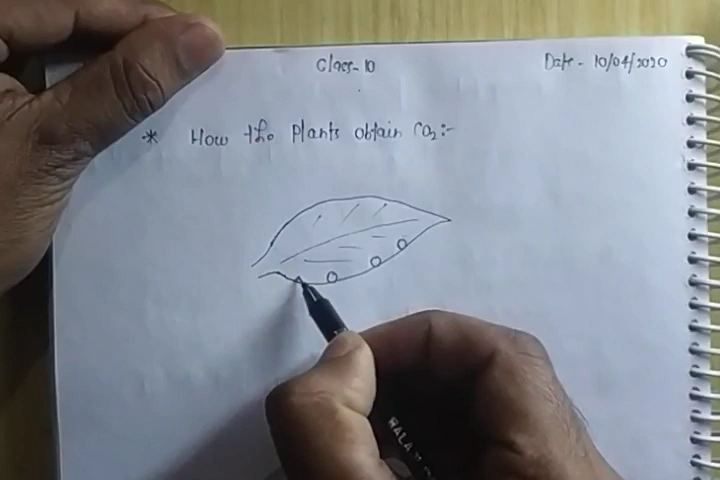 Class-10
Date - 10/04/2020
* How the Plants obtain CO₂:-